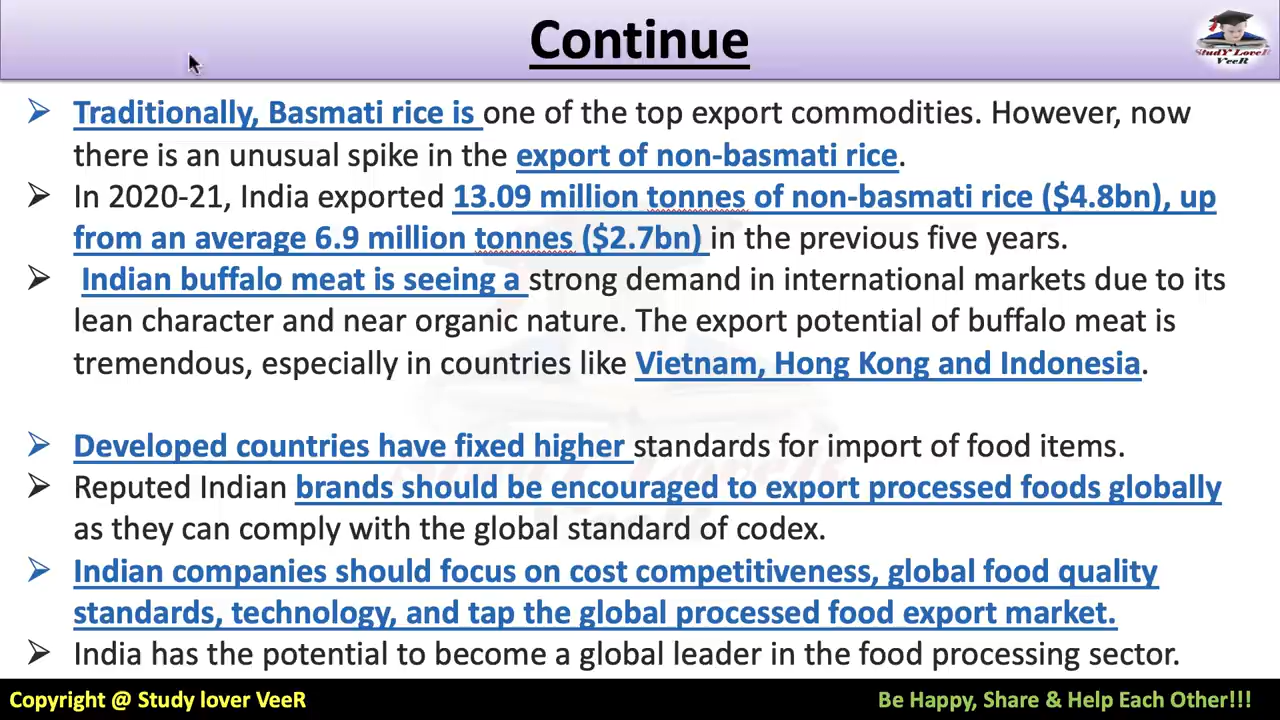 Continue
StudY LoveR
VeeR
➢ Traditionally, Basmati rice is one of the top export commodities. However, now
there is an unusual spike in the export of non-basmati rice.
➢ In 2020-21, India exported 13.09 million tonnes of non-basmati rice ($4.8bn), up
from an average 6.9 million tonnes ($2.7bn) in the previous five years.
➢ Indian buffalo meat is seeing a strong demand in international markets due to its
lean character and near organic nature. The export potential of buffalo meat is
tremendous, especially in countries like Vietnam, Hong Kong and Indonesia.
➢ Developed countries have fixed higher standards for import of food items.
➢ Reputed Indian brands should be encouraged to export processed foods globally
as they can comply with the global standard of codex.
➢ Indian companies should focus on cost competitiveness, global food quality
standards, technology, and tap the global processed food export market.
➢ India has the potential to become a global leader in the food processing sector.
Copyright @ Study lover VeeR
Be Happy, Share & Help Each Other!!!